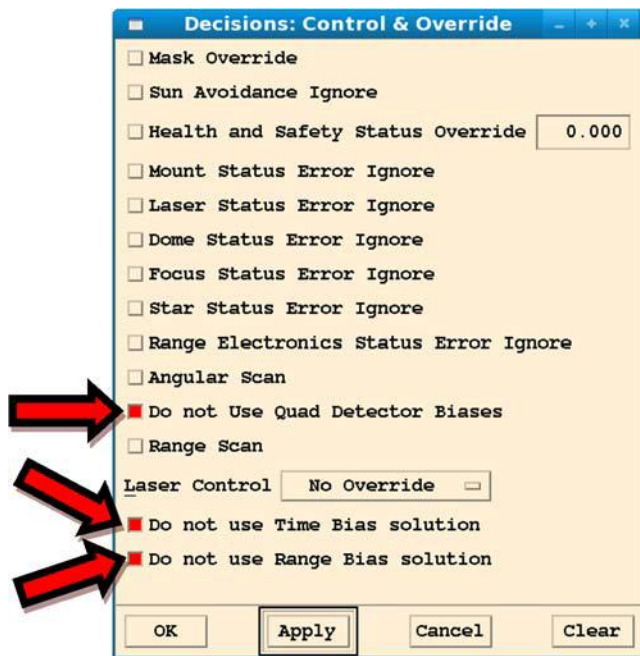 Decisions: Control & Override
Mask Override
Sun Avoidance Ignore
Health and Safety Status Override 0.000
Mount Status Error Ignore
Laser Status Error Ignore
Dome Status Error Ignore
Focus Status Error Ignore
Star Status Error Ignore
Range Electronics Status Error Ignore
Angular Scan
Do not Use Quad Detector Biases
Range Scan
Laser Control No Override
Do not use Time Bias solution
Do not use Range Bias solution
OK Apply Cancel Clear